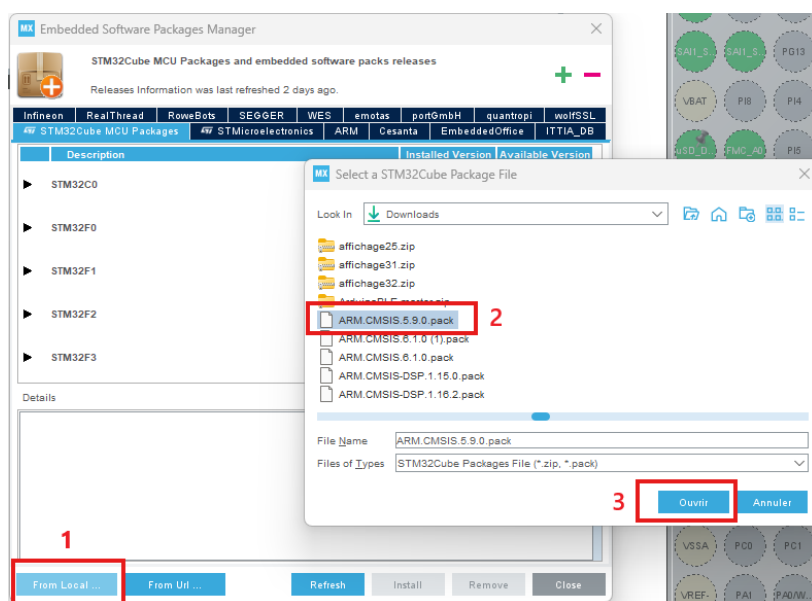 MX Embedded Software Packages Manager
STM32Cube MCU Packages and embedded software packs releases
Releases Information was last refreshed 2 days ago.
Infineon RealThread RoweBots SEGGER WES emotas portGmbH quantropi wolfSSL
STM32Cube MCU Packages STMicroelectronics ARM Cesanta EmbeddedOffice ITTIA_DB
Description Installed Version Available Version
STM32C0
STM32F0
STM32F1
STM32F2
STM32F3
Details
1
From Local ... From Url ... Refresh Install Remove Close
MX Select a STM32Cube Package File
Look In Downloads
affichage25.zip
affichage31.zip
affichage32.zip
ArduinoBLE-master.zip
ARM.CMSIS.5.9.0.pack
2
ARM.CMSIS.6.1.0 (1).pack
ARM.CMSIS.6.1.0.pack
ARM.CMSIS-DSP.1.15.0.pack
ARM.CMSIS-DSP.1.16.2.pack
File Name ARM.CMSIS.5.9.0.pack
Files of Types STM32Cube Packages File (*.zip, *.pack)
3
Ouvrir Annuler
SAI1_S... SAI1_S... PG13
VBAT PI8 PI4
uSD_D... FMC_A0 PI5
VSSA PC0 PC1
VREF- PA1 PA0/W